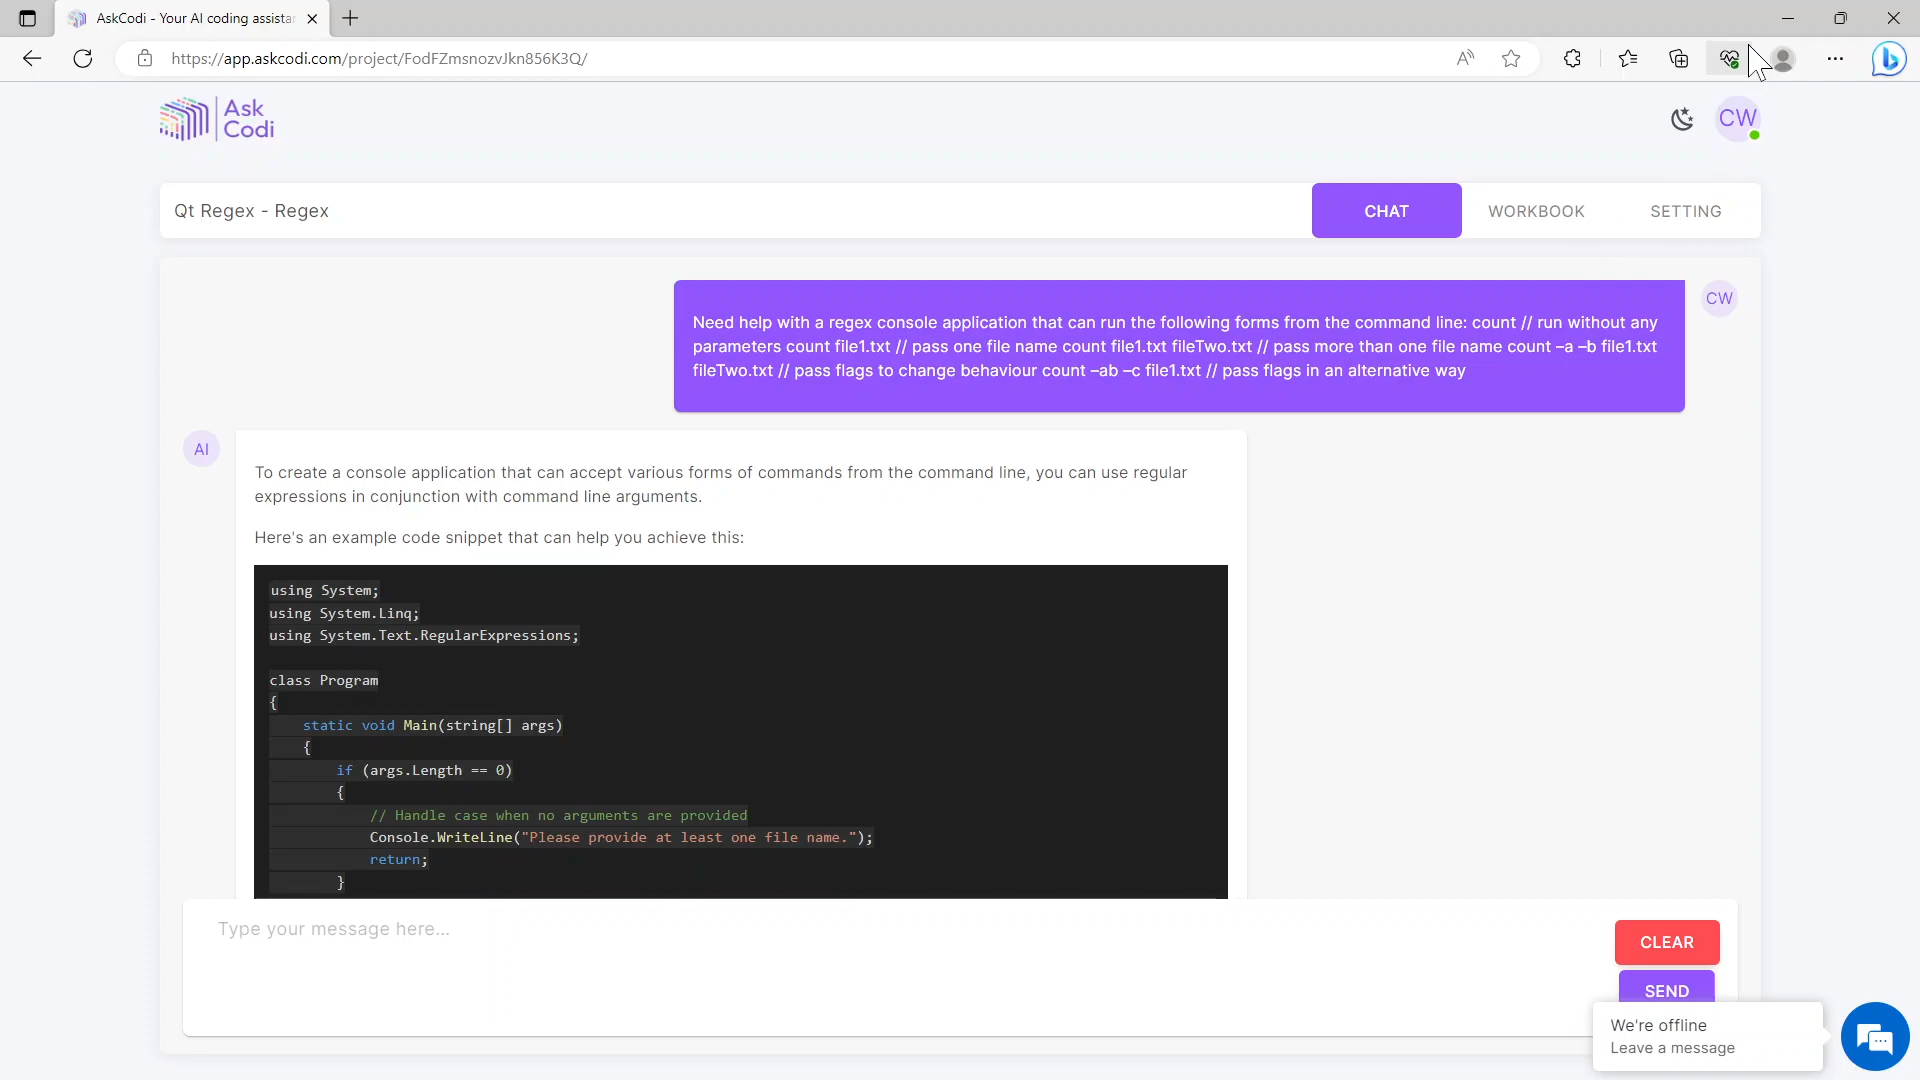 AskCodi - Your AI coding assista
https://app.askcodi.com/project/FodFZmsnozvJkn856K3Q/
Ask
Codi
CW
Qt Regex - Regex
CHAT
WORKBOOK
SETTING
CW
Need help with a regex console application that can run the following forms from the command line: count // run without any
parameters count file1.txt // pass one file name count file1.txt fileTwo.txt // pass more than one file name count –a –b file1.txt
fileTwo.txt // pass flags to change behaviour count –ab –c file1.txt // pass flags in an alternative way
AI
To create a console application that can accept various forms of commands from the command line, you can use regular
expressions in conjunction with command line arguments.
Here's an example code snippet that can help you achieve this:
using System;
using System.Linq;
using System.Text.RegularExpressions;
class Program
{
static void Main(string[] args)
{
if (args.Length == 0)
{
// Handle case when no arguments are provided
Console.WriteLine("Please provide at least one file name.");
return;
}
Type your message here...
CLEAR
SEND
We're offline
Leave a message